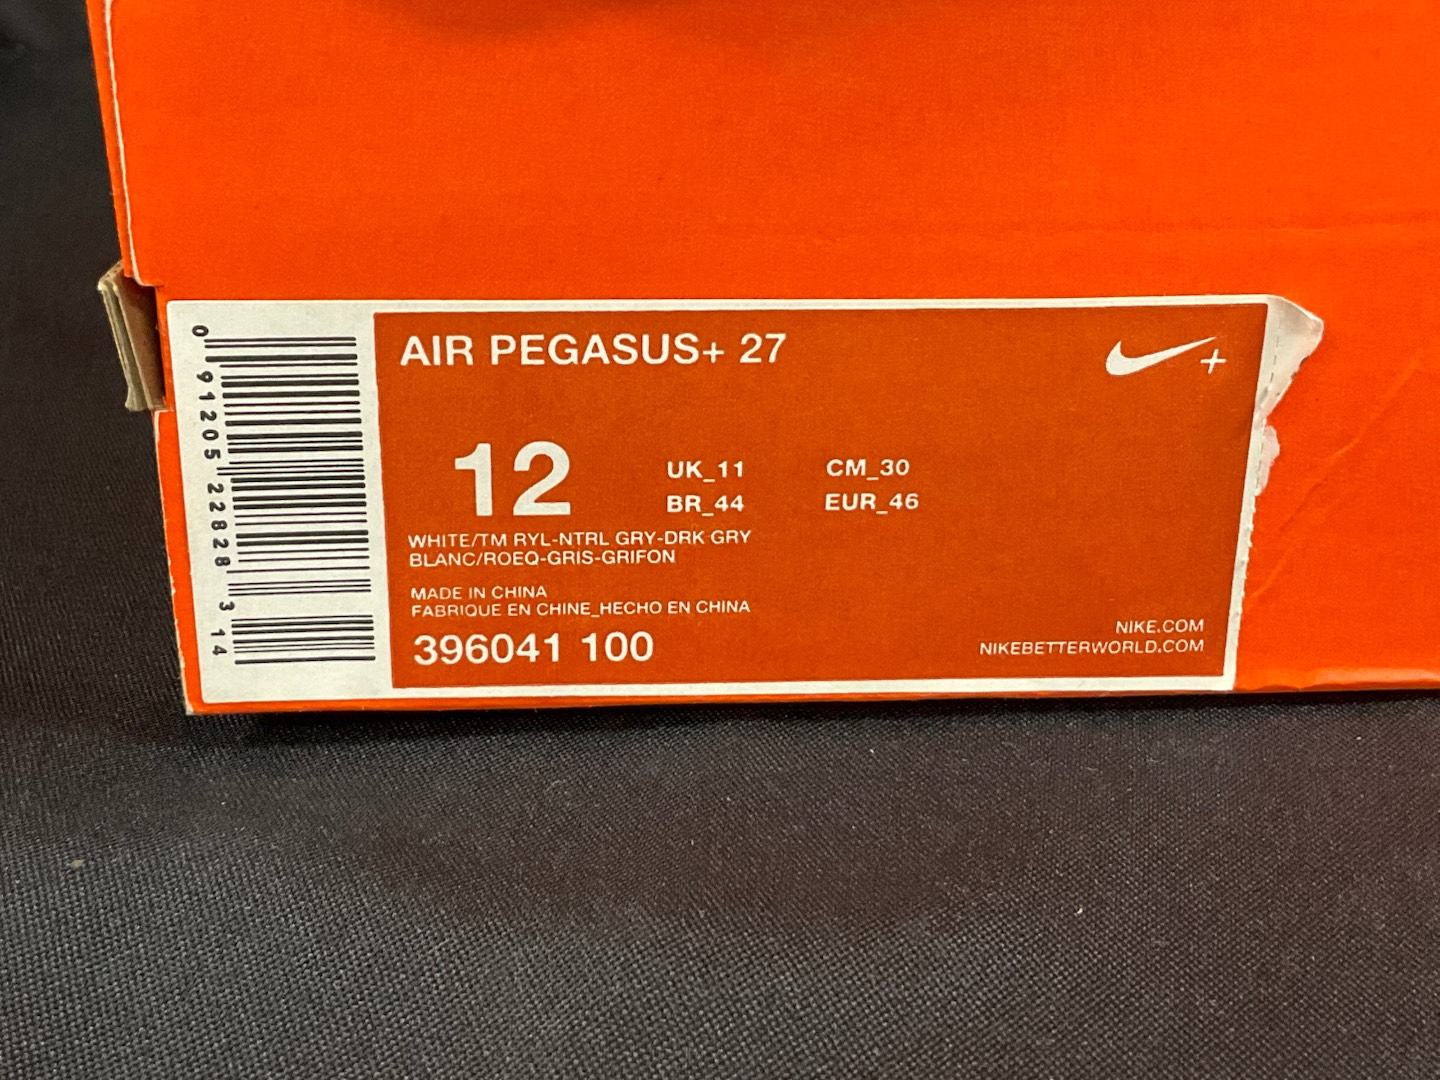 AIR PEGASUS+ 27
+
12
UK_11 CM_30
BR_44 EUR_46
WHITE/TM RYL-NTRL GRY-DRK GRY
BLANC/ROEQ-GRIS-GRIFON
MADE IN CHINA
FABRIQUE EN CHINE_HECHO EN CHINA
396041 100
NIKE.COM
NIKEBETTERWORLD.COM
0 91205 22828 3 14